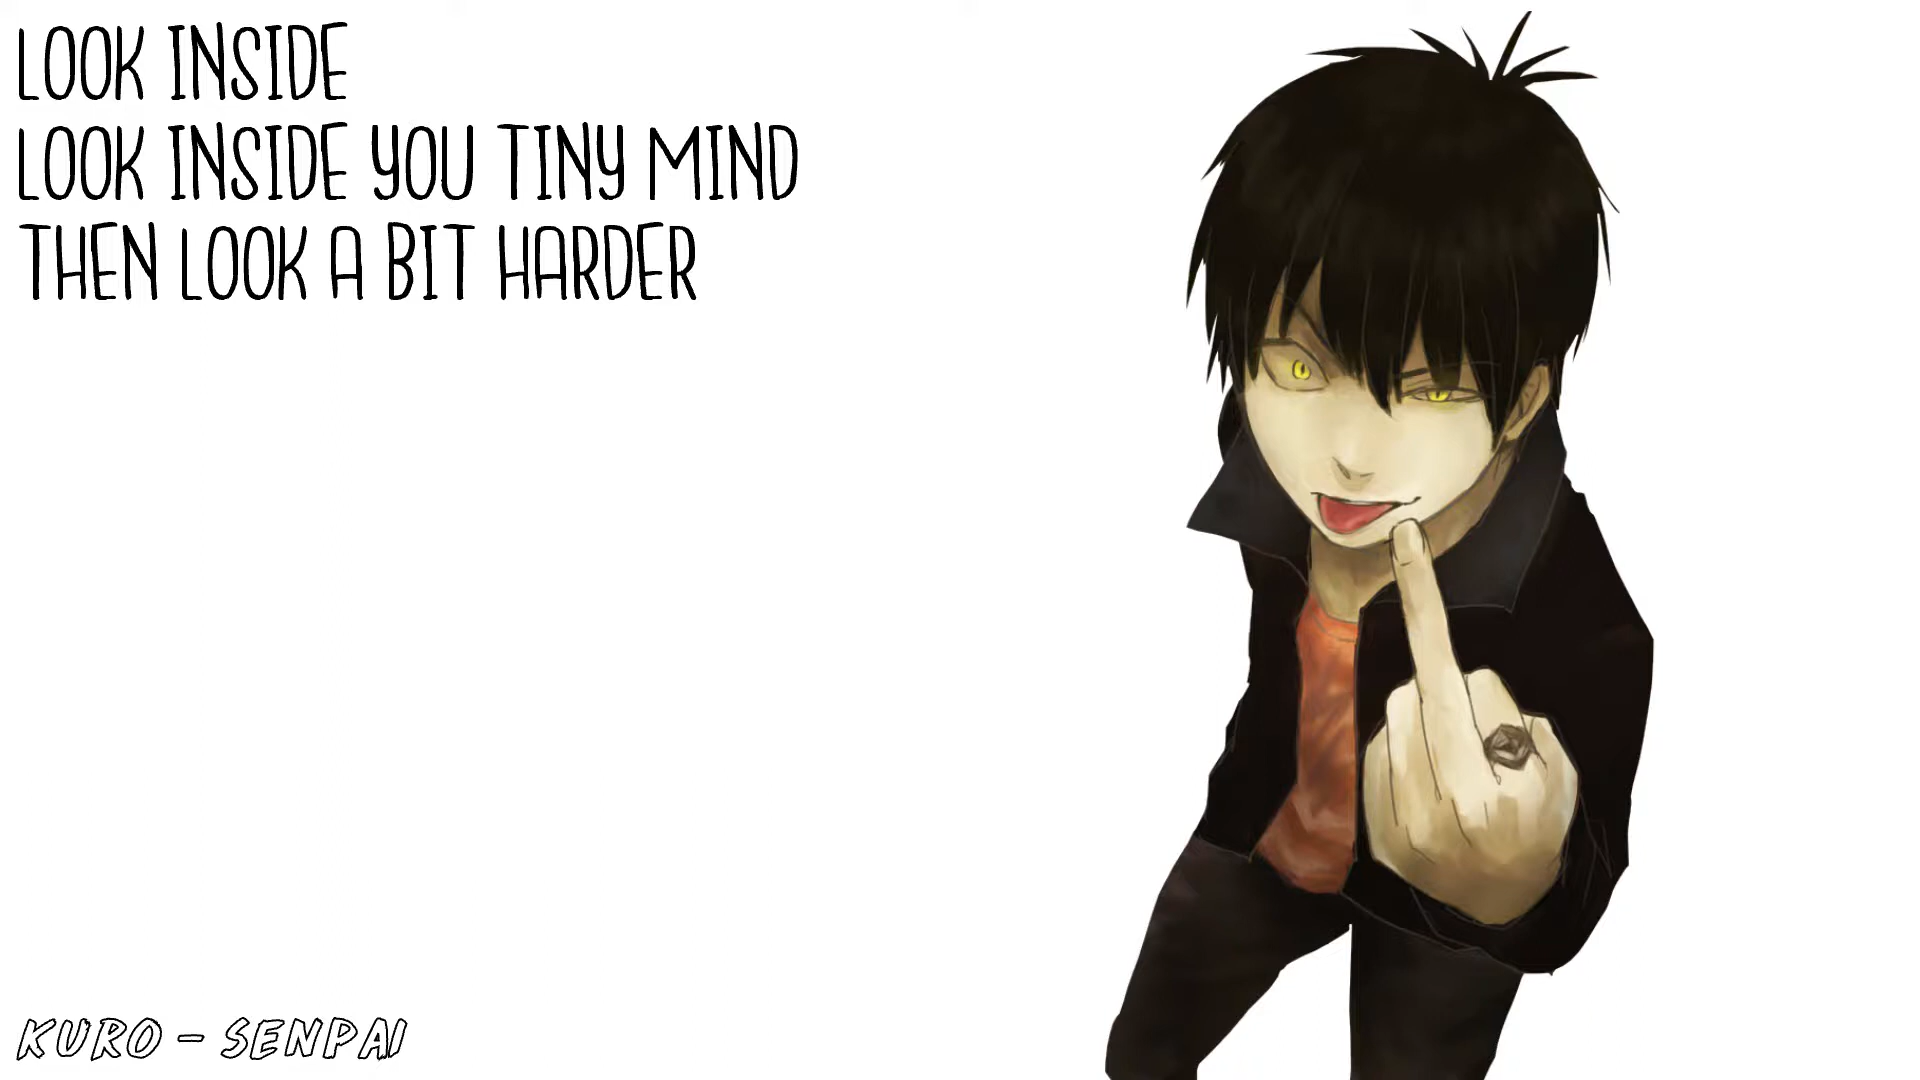 LOOK INSIDE
LOOK INSIDE YOU TINY MIND
THEN LOOK A BIT HARDER
KURO - SENPAI